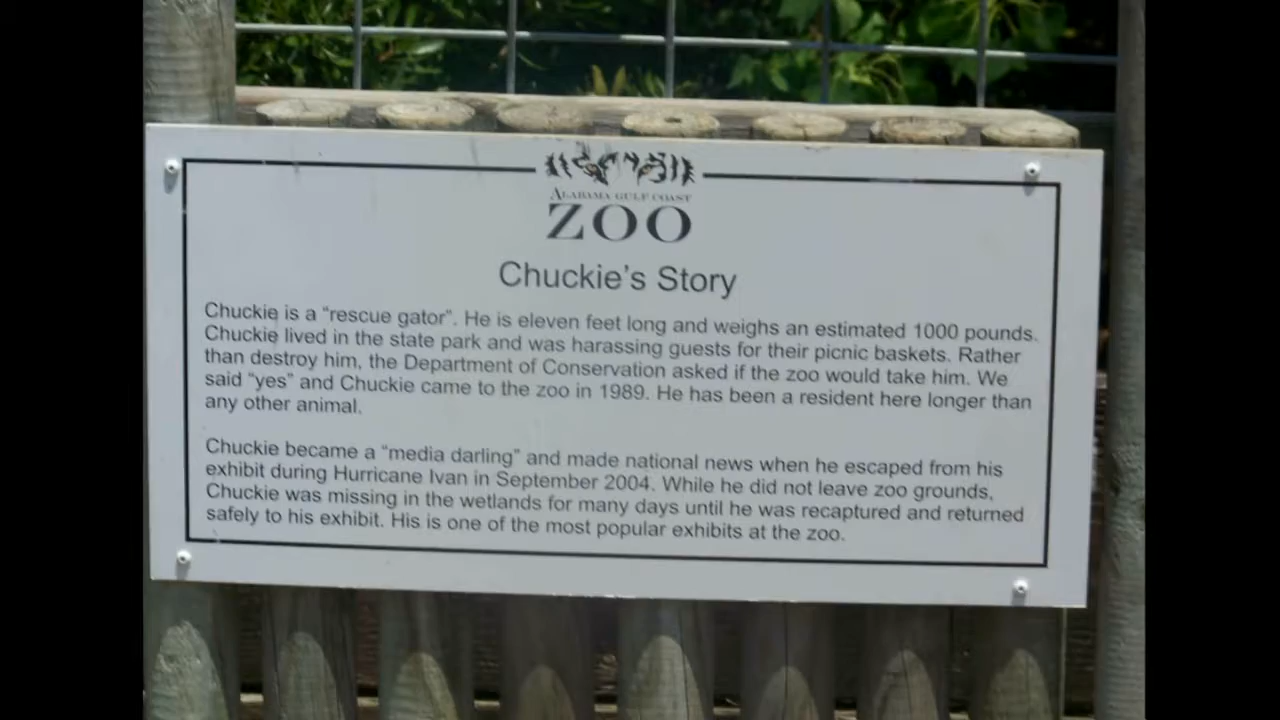 ALABAMA GULF COAST
ZOO
Chuckie's Story
Chuckie is a “rescue gator”. He is eleven feet long and weighs an estimated 1000 pounds.
Chuckie lived in the state park and was harassing guests for their picnic baskets. Rather
than destroy him, the Department of Conservation asked if the zoo would take him. We
said “yes” and Chuckie came to the zoo in 1989. He has been a resident here longer than
any other animal.
Chuckie became a “media darling” and made national news when he escaped from his
exhibit during Hurricane Ivan in September 2004. While he did not leave zoo grounds,
Chuckie was missing in the wetlands for many days until he was recaptured and returned
safely to his exhibit. His is one of the most popular exhibits at the zoo.